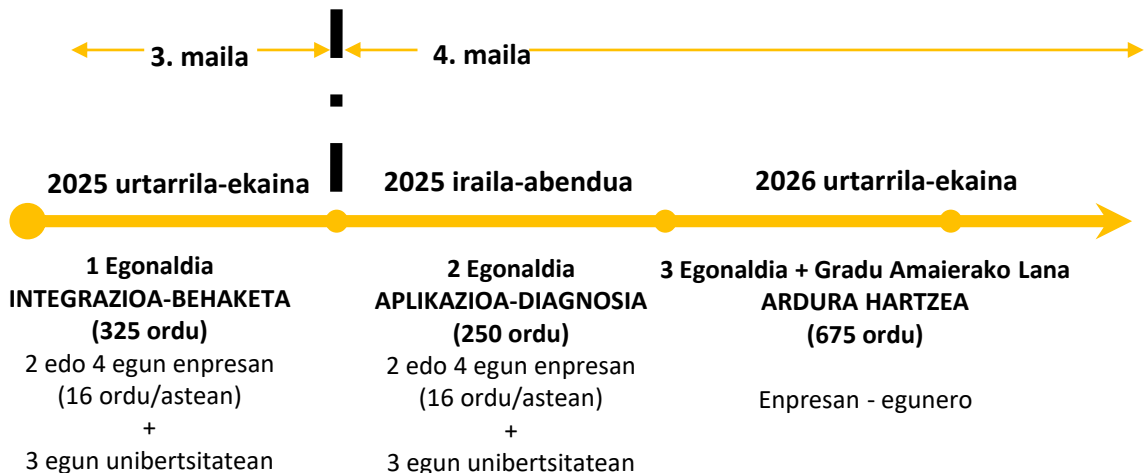 3. maila
4. maila
2025 urtarrila-ekaina
2025 iraila-abendua
2026 urtarrila-ekaina
1 Egonaldia
INTEGRAZIOA-BEHAKETA
(325 ordu)
2 edo 4 egun enpresan
(16 ordu/astean)
+
3 egun unibertsitatean
2 Egonaldia
APLIKAZIOA-DIAGNOSIA
(250 ordu)
2 edo 4 egun enpresan
(16 ordu/astean)
+
3 egun unibertsitatean
3 Egonaldia + Gradu Amaierako Lana
ARDURA HARTZEA
(675 ordu)
Enpresan - egunero